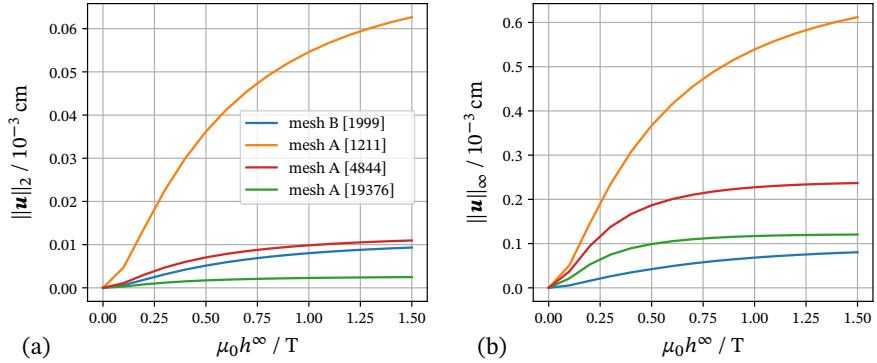 0.06
0.05
0.04
0.03
0.02
0.01
0.00
||u||₂ / 10⁻³ cm
mesh B [1999]
mesh A [1211]
mesh A [4844]
mesh A [19376]
0.00 0.25 0.50 0.75 1.00 1.25 1.50
(a)
μ₀h^∞ / T
0.6
0.5
0.4
0.3
0.2
0.1
0.0
||u||_∞ / 10⁻³ cm
0.00 0.25 0.50 0.75 1.00 1.25 1.50
(b)
μ₀h^∞ / T